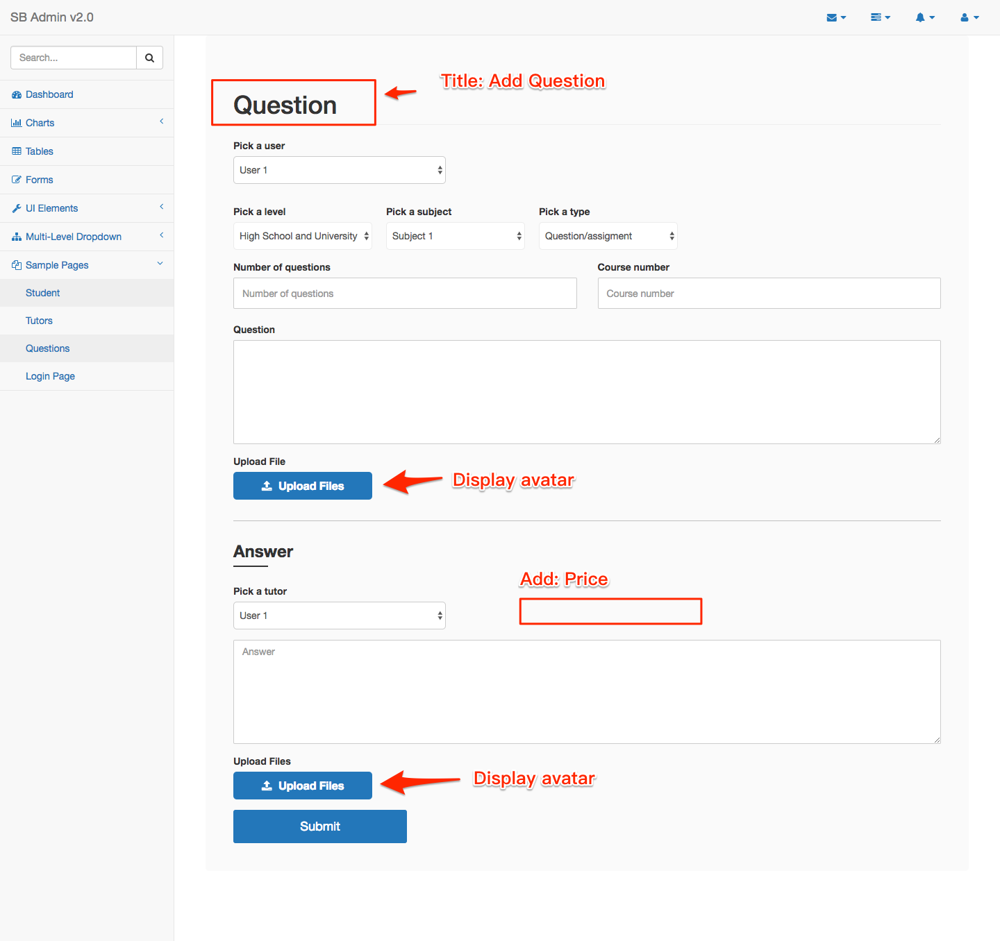 SB Admin v2.0
Search...
Dashboard
Charts
Tables
Forms
UI Elements
Multi-Level Dropdown
Sample Pages
Student
Tutors
Questions
Login Page
Title: Add Question
Question
Pick a user
User 1
Pick a level Pick a subject Pick a type
High School and University Subject 1 Question/assigment
Number of questions Course number
Number of questions Course number
Question
Upload File
Upload Files Display avatar
Answer
Add: Price
Pick a tutor
User 1
Answer
Upload Files
Upload Files Display avatar
Submit